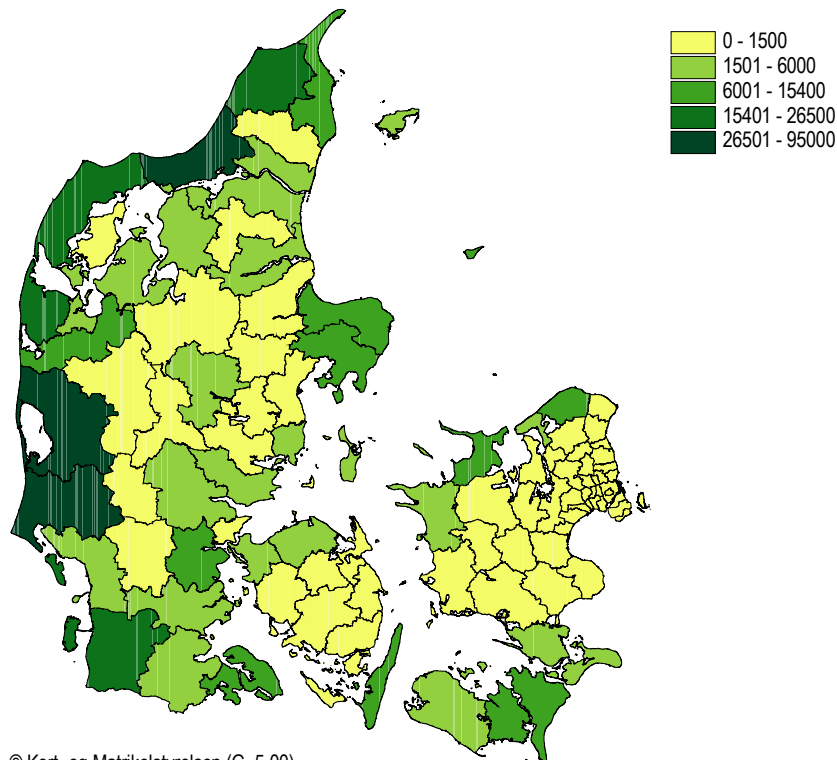 0 - 1500
1501 - 6000
6001 - 15400
15401 - 26500
26501 - 95000
© Kort- og Matrikelstyrelsen (G. 5-00)